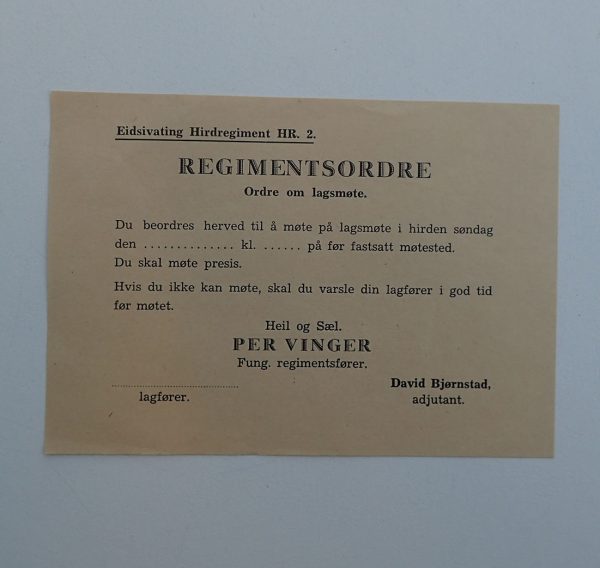 Eidsivating Hirdregiment HR. 2.
REGIMENTSORDRE
Ordre om lagsmøte.
Du beordres herved til å møte på lagsmøte i hirden søndag
den .............. kl. ...... på før fastsatt møtested.
Du skal møte presis.
Hvis du ikke kan møte, skal du varsle din lagfører i god tid
før møtet.
Heil og Sæl.
PER VINGER
Fung. regimentsfører.
David Bjørnstad,
lagfører.
adjutant.